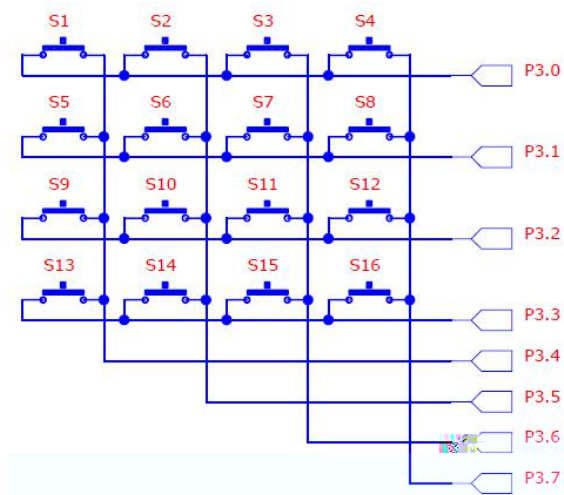 S1 S2 S3 S4
P3.0
S5 S6 S7 S8
P3.1
S9 S10 S11 S12
P3.2
S13 S14 S15 S16
P3.3
P3.4
P3.5
P3.6
P3.7